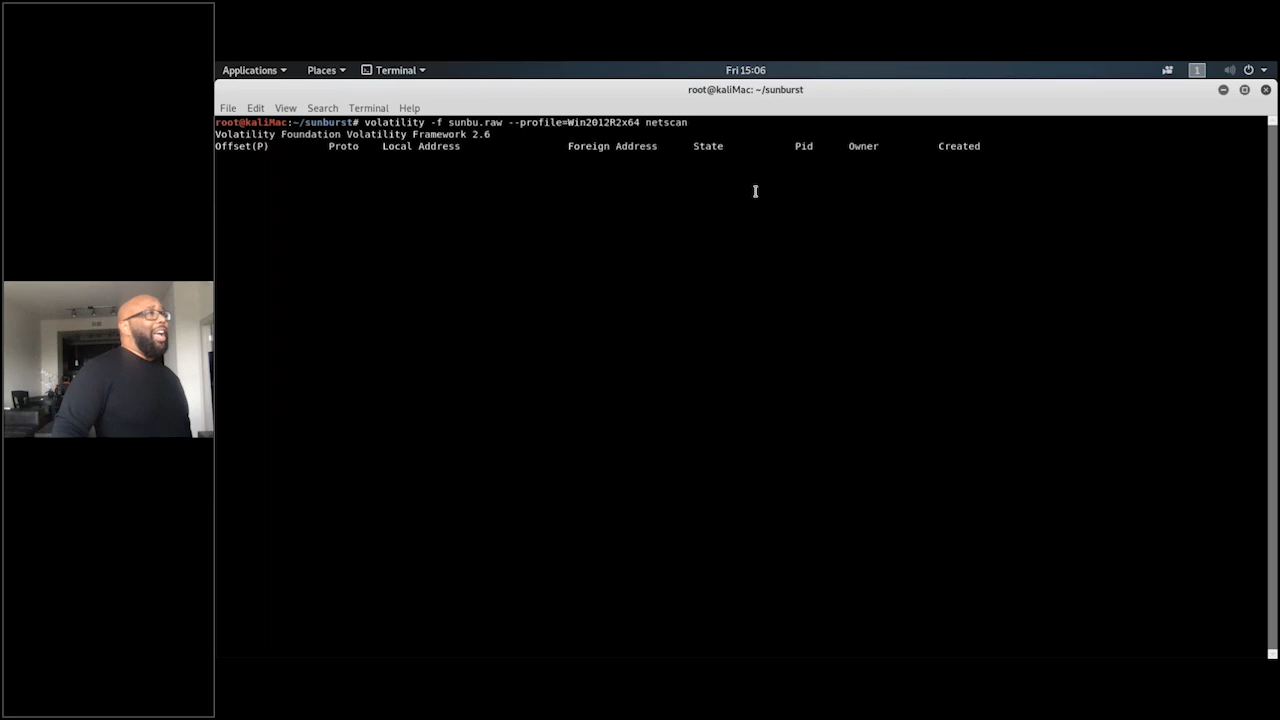 Applications Places Terminal Fri 15:06 1
root@kaliMac: ~/sunburst
File Edit View Search Terminal Help
root@kaliMac:~/sunburst# volatility -f sunbu.raw --profile=Win2012R2x64 netscan
Volatility Foundation Volatility Framework 2.6
Offset(P) Proto Local Address Foreign Address State Pid Owner Created